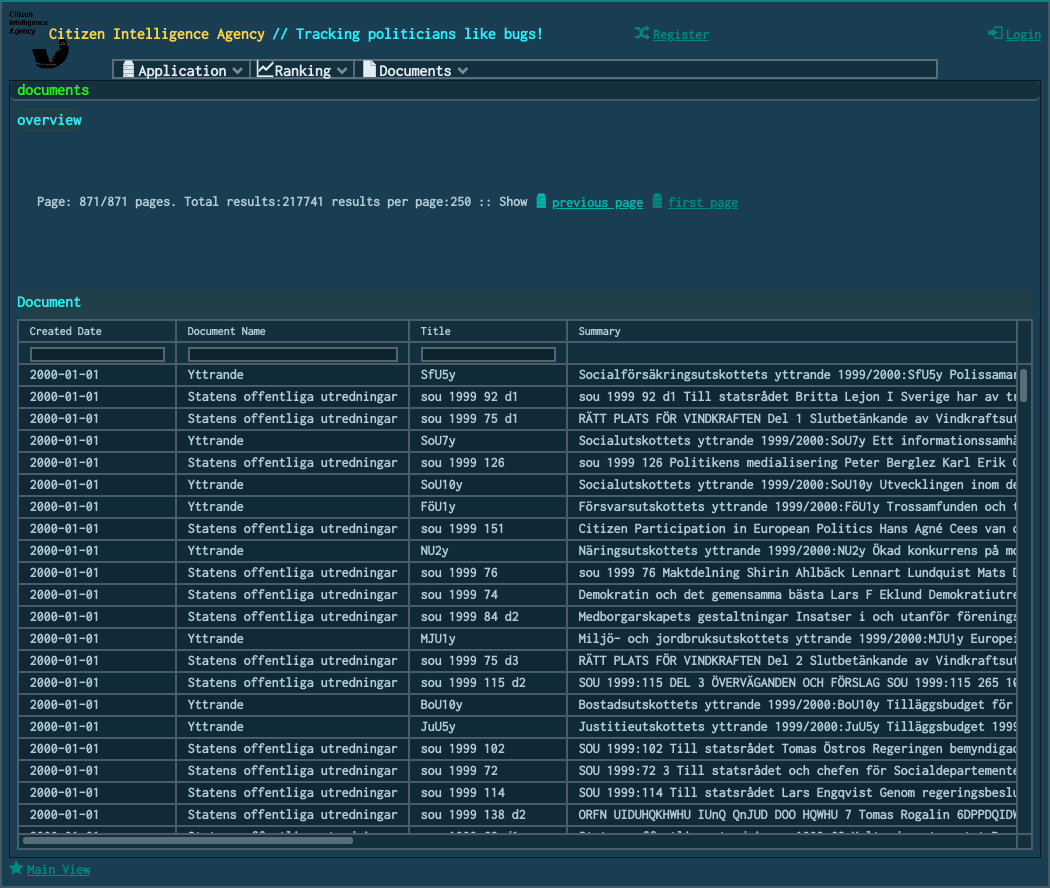 Citizen
Intelligence
Agency
Citizen Intelligence Agency // Tracking politicians like bugs!
Register
Login
Application Ranking Documents
documents
overview
Page: 871/871 pages. Total results:217741 results per page:250 :: Show previous page first page
Document
Created Date Document Name Title Summary
2000-01-01 Yttrande SfU5y Socialförsäkringsutskottets yttrande 1999/2000:SfU5y
2000-01-01 Statens offentliga utredningar sou 1999 92 d1 sou 1999 92 d1 Till statsrådet Britta Lejon I Sverige har av
2000-01-01 Statens offentliga utredningar sou 1999 75 d1 RÄTT PLATS FÖR VINDKRAFTEN Del 1 Slutbetänkande av
2000-01-01 Yttrande SoU7y Socialutskottets yttrande 1999/2000:SoU7y Ett
2000-01-01 Statens offentliga utredningar sou 1999 126 sou 1999 126 Politikens medialisering Peter Berglez Karl Erik
2000-01-01 Yttrande SoU10y Socialutskottets yttrande 1999/2000:SoU10y Utvecklingen inom
2000-01-01 Yttrande FöU1y Försvarsutskottets yttrande 1999/2000:FöU1y Trossamfunden och
2000-01-01 Statens offentliga utredningar sou 1999 151 Citizen Participation in European Politics Hans Agné Cees van
2000-01-01 Yttrande NU2y Näringsutskottets yttrande 1999/2000:NU2y Ökad konkurrens på
2000-01-01 Statens offentliga utredningar sou 1999 76 sou 1999 76 Maktdelning Shirin Ahlbäck Lennart Lundquist Mats
2000-01-01 Statens offentliga utredningar sou 1999 74 Demokratin och det gemensamma bästa Lars F Eklund
2000-01-01 Statens offentliga utredningar sou 1999 84 d2 Medborgarskapets gestaltningar Insatser i och utanför
2000-01-01 Yttrande MJU1y Miljö- och jordbruksutskottets yttrande 1999/2000:MJU1y
2000-01-01 Statens offentliga utredningar sou 1999 75 d3 RÄTT PLATS FÖR VINDKRAFTEN Del 2 Slutbetänkande av
2000-01-01 Statens offentliga utredningar sou 1999 115 d2 SOU 1999:115 DEL 3 ÖVERVÄGANDEN OCH FÖRSLAG SOU 1999:115 265
2000-01-01 Yttrande BoU10y Bostadsutskottets yttrande 1999/2000:BoU10y Tilläggsbudget för
2000-01-01 Yttrande JuU5y Justitieutskottets yttrande 1999/2000:JuU5y Tilläggsbudget 1999
2000-01-01 Statens offentliga utredningar sou 1999 102 SOU 1999:102 Till statsrådet Tomas Östros Regeringen
2000-01-01 Statens offentliga utredningar sou 1999 72 SOU 1999:72 3 Till statsrådet och chefen för
2000-01-01 Statens offentliga utredningar sou 1999 114 SOU 1999:114 Till statsrådet Lars Engqvist Genom
2000-01-01 Statens offentliga utredningar sou 1999 138 d2 ORFN UIDUHQKHWHU IUnQ QnJUD DOO HQWHU 7 Tomas Rogalin
Main View